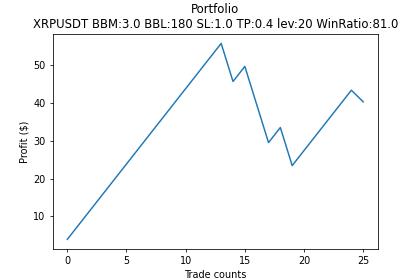 Portfolio
XRPUSDT BBM:3.0 BBL:180 SL:1.0 TP:0.4 lev:20 WinRatio:81.0
Profit ($)
50
40
30
20
10
0
5
10
15
20
25
Trade counts